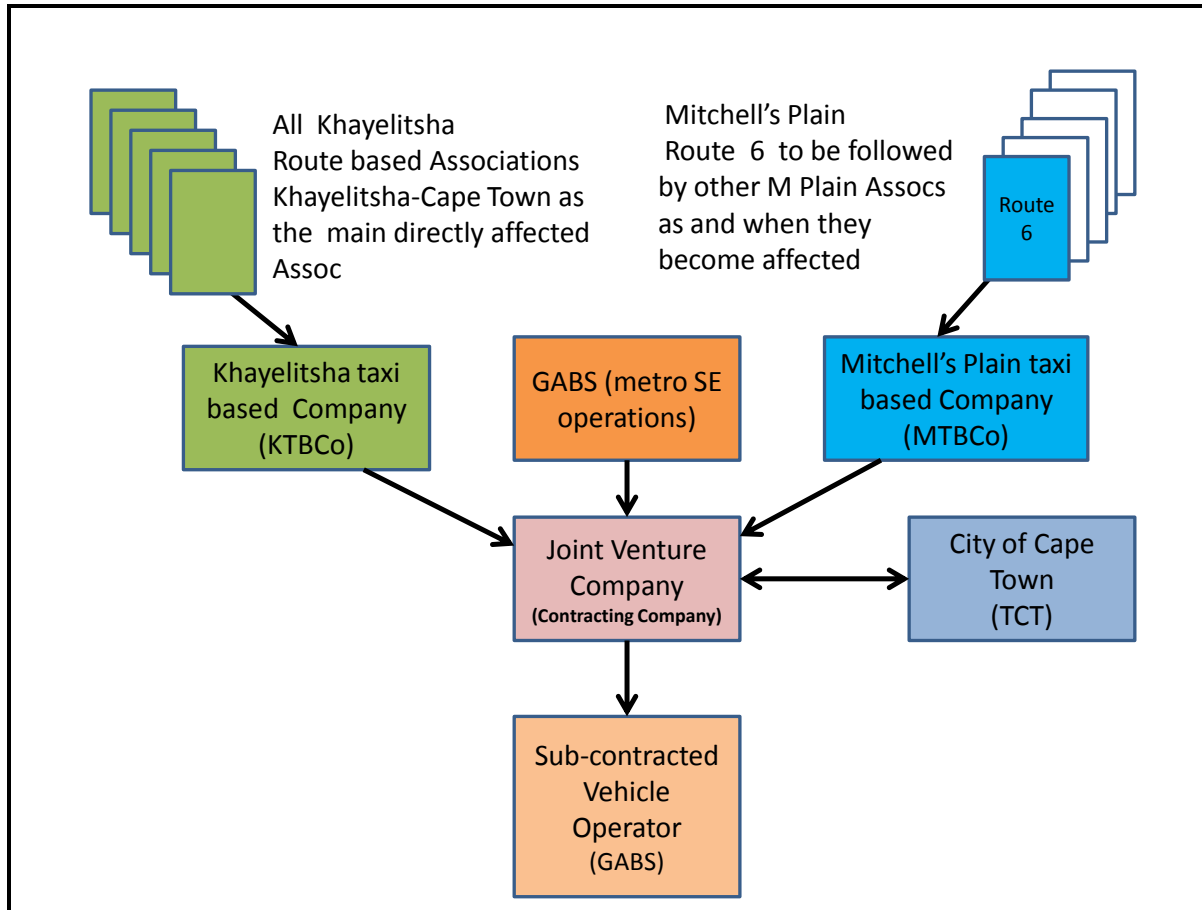 All Khayelitsha
Route based Associations
Khayelitsha-Cape Town as
the main directly affected
Assoc
Mitchell’s Plain
Route 6 to be followed
by other M Plain Assocs
as and when they
become affected
Route
6
Khayelitsha taxi
based Company
(KTBCo)
GABS (metro SE
operations)
Mitchell’s Plain taxi
based Company
(MTBCo)
Joint Venture
Company
(Contracting Company)
City of Cape
Town
(TCT)
Sub-contracted
Vehicle
Operator
(GABS)